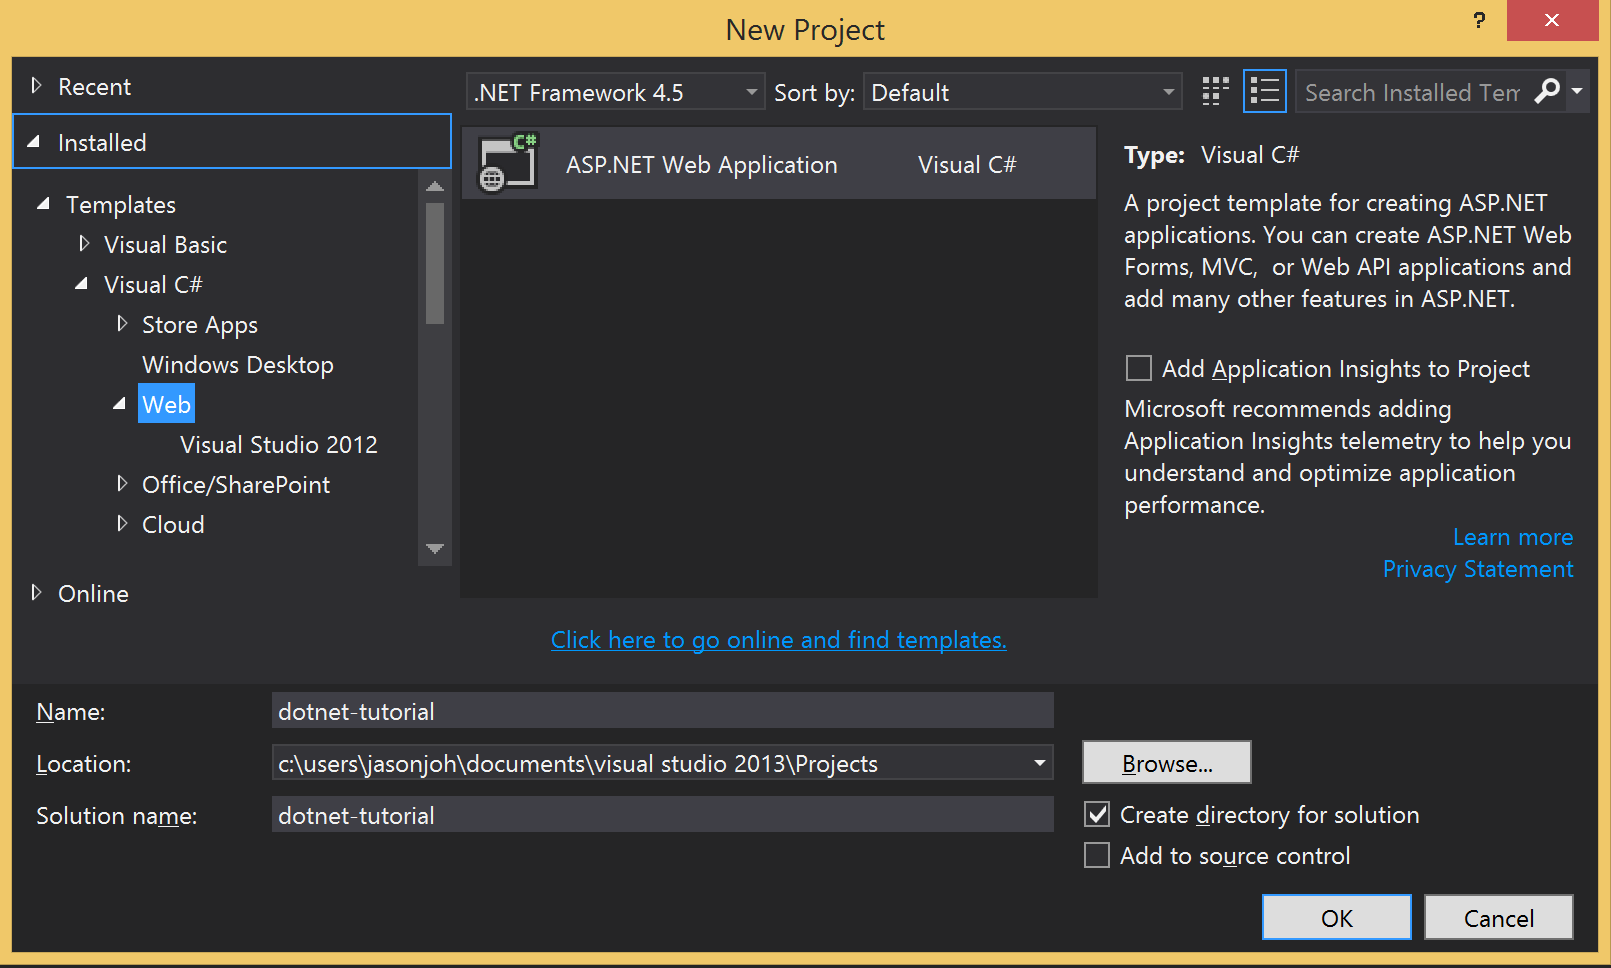 New Project
?
Recent
.NET Framework 4.5
Sort by:
Default
Search Installed Tem
Installed
C#
ASP.NET Web Application
Visual C#
Type: Visual C#
Templates
Visual Basic
Visual C#
Store Apps
Windows Desktop
Web
Visual Studio 2012
Office/SharePoint
Cloud
Online
A project template for creating ASP.NET
applications. You can create ASP.NET Web
Forms, MVC,  or Web API applications and
add many other features in ASP.NET.
Add Application Insights to Project
Microsoft recommends adding
Application Insights telemetry to help you
understand and optimize application
performance.
Learn more
Privacy Statement
Click here to go online and find templates.
Name:
dotnet-tutorial
Location:
c:\users\jasonjoh\documents\visual studio 2013\Projects
Browse...
Solution name:
dotnet-tutorial
Create directory for solution
Add to source control
OK
Cancel